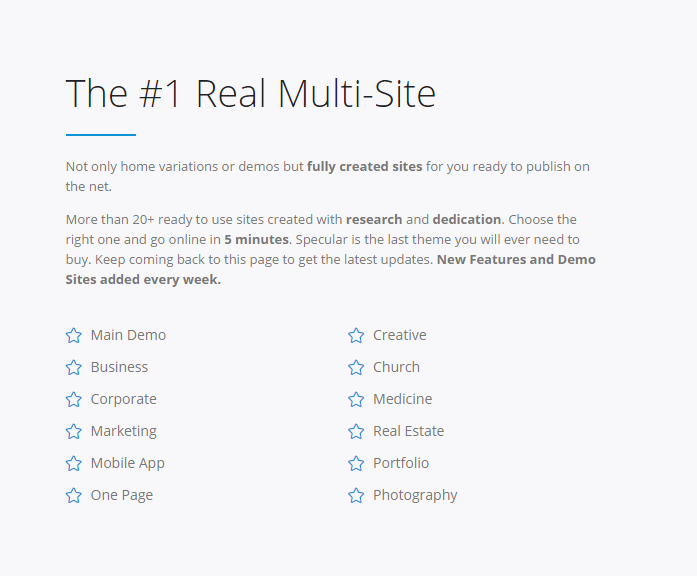 The #1 Real Multi-Site
Not only home variations or demos but fully created sites for you ready to publish on
the net.
More than 20+ ready to use sites created with research and dedication. Choose the
right one and go online in 5 minutes. Specular is the last theme you will ever need to
buy. Keep coming back to this page to get the latest updates. New Features and Demo
Sites added every week.
Main Demo
Business
Corporate
Marketing
Mobile App
One Page
Creative
Church
Medicine
Real Estate
Portfolio
Photography